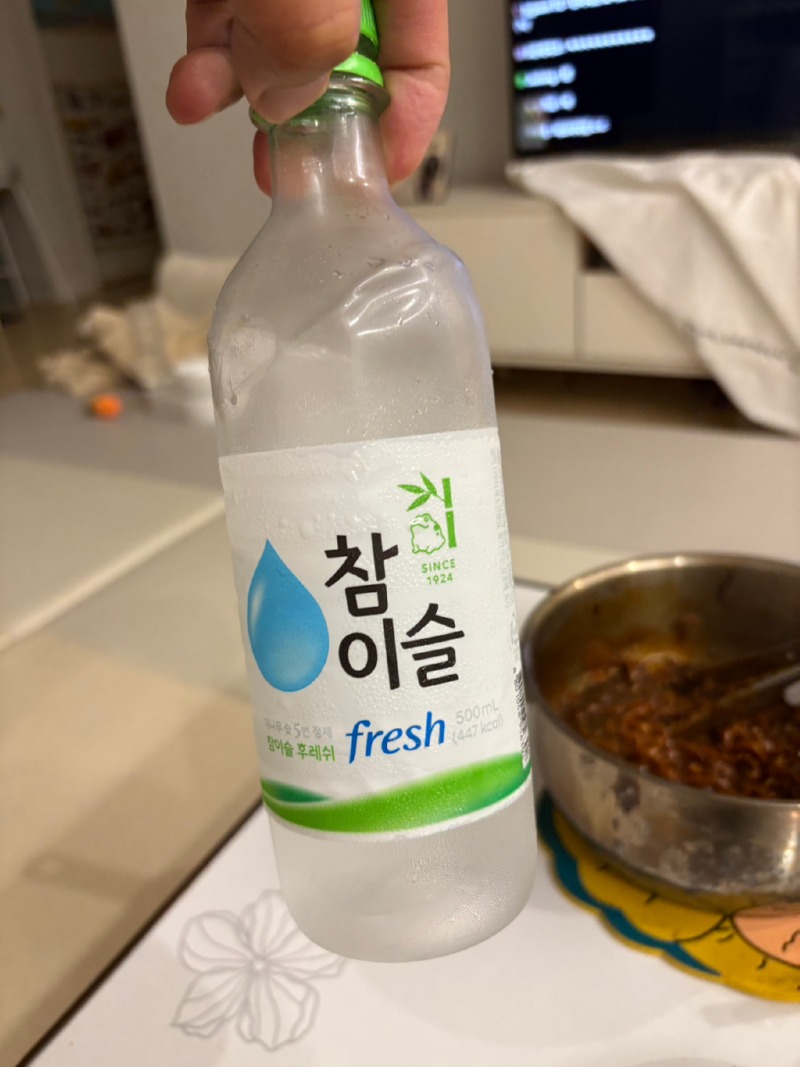 SINCE
1924
참
이슬
대나무 숲 5번 정제
참이슬 후레쉬
fresh
500mL
(447 kcal)